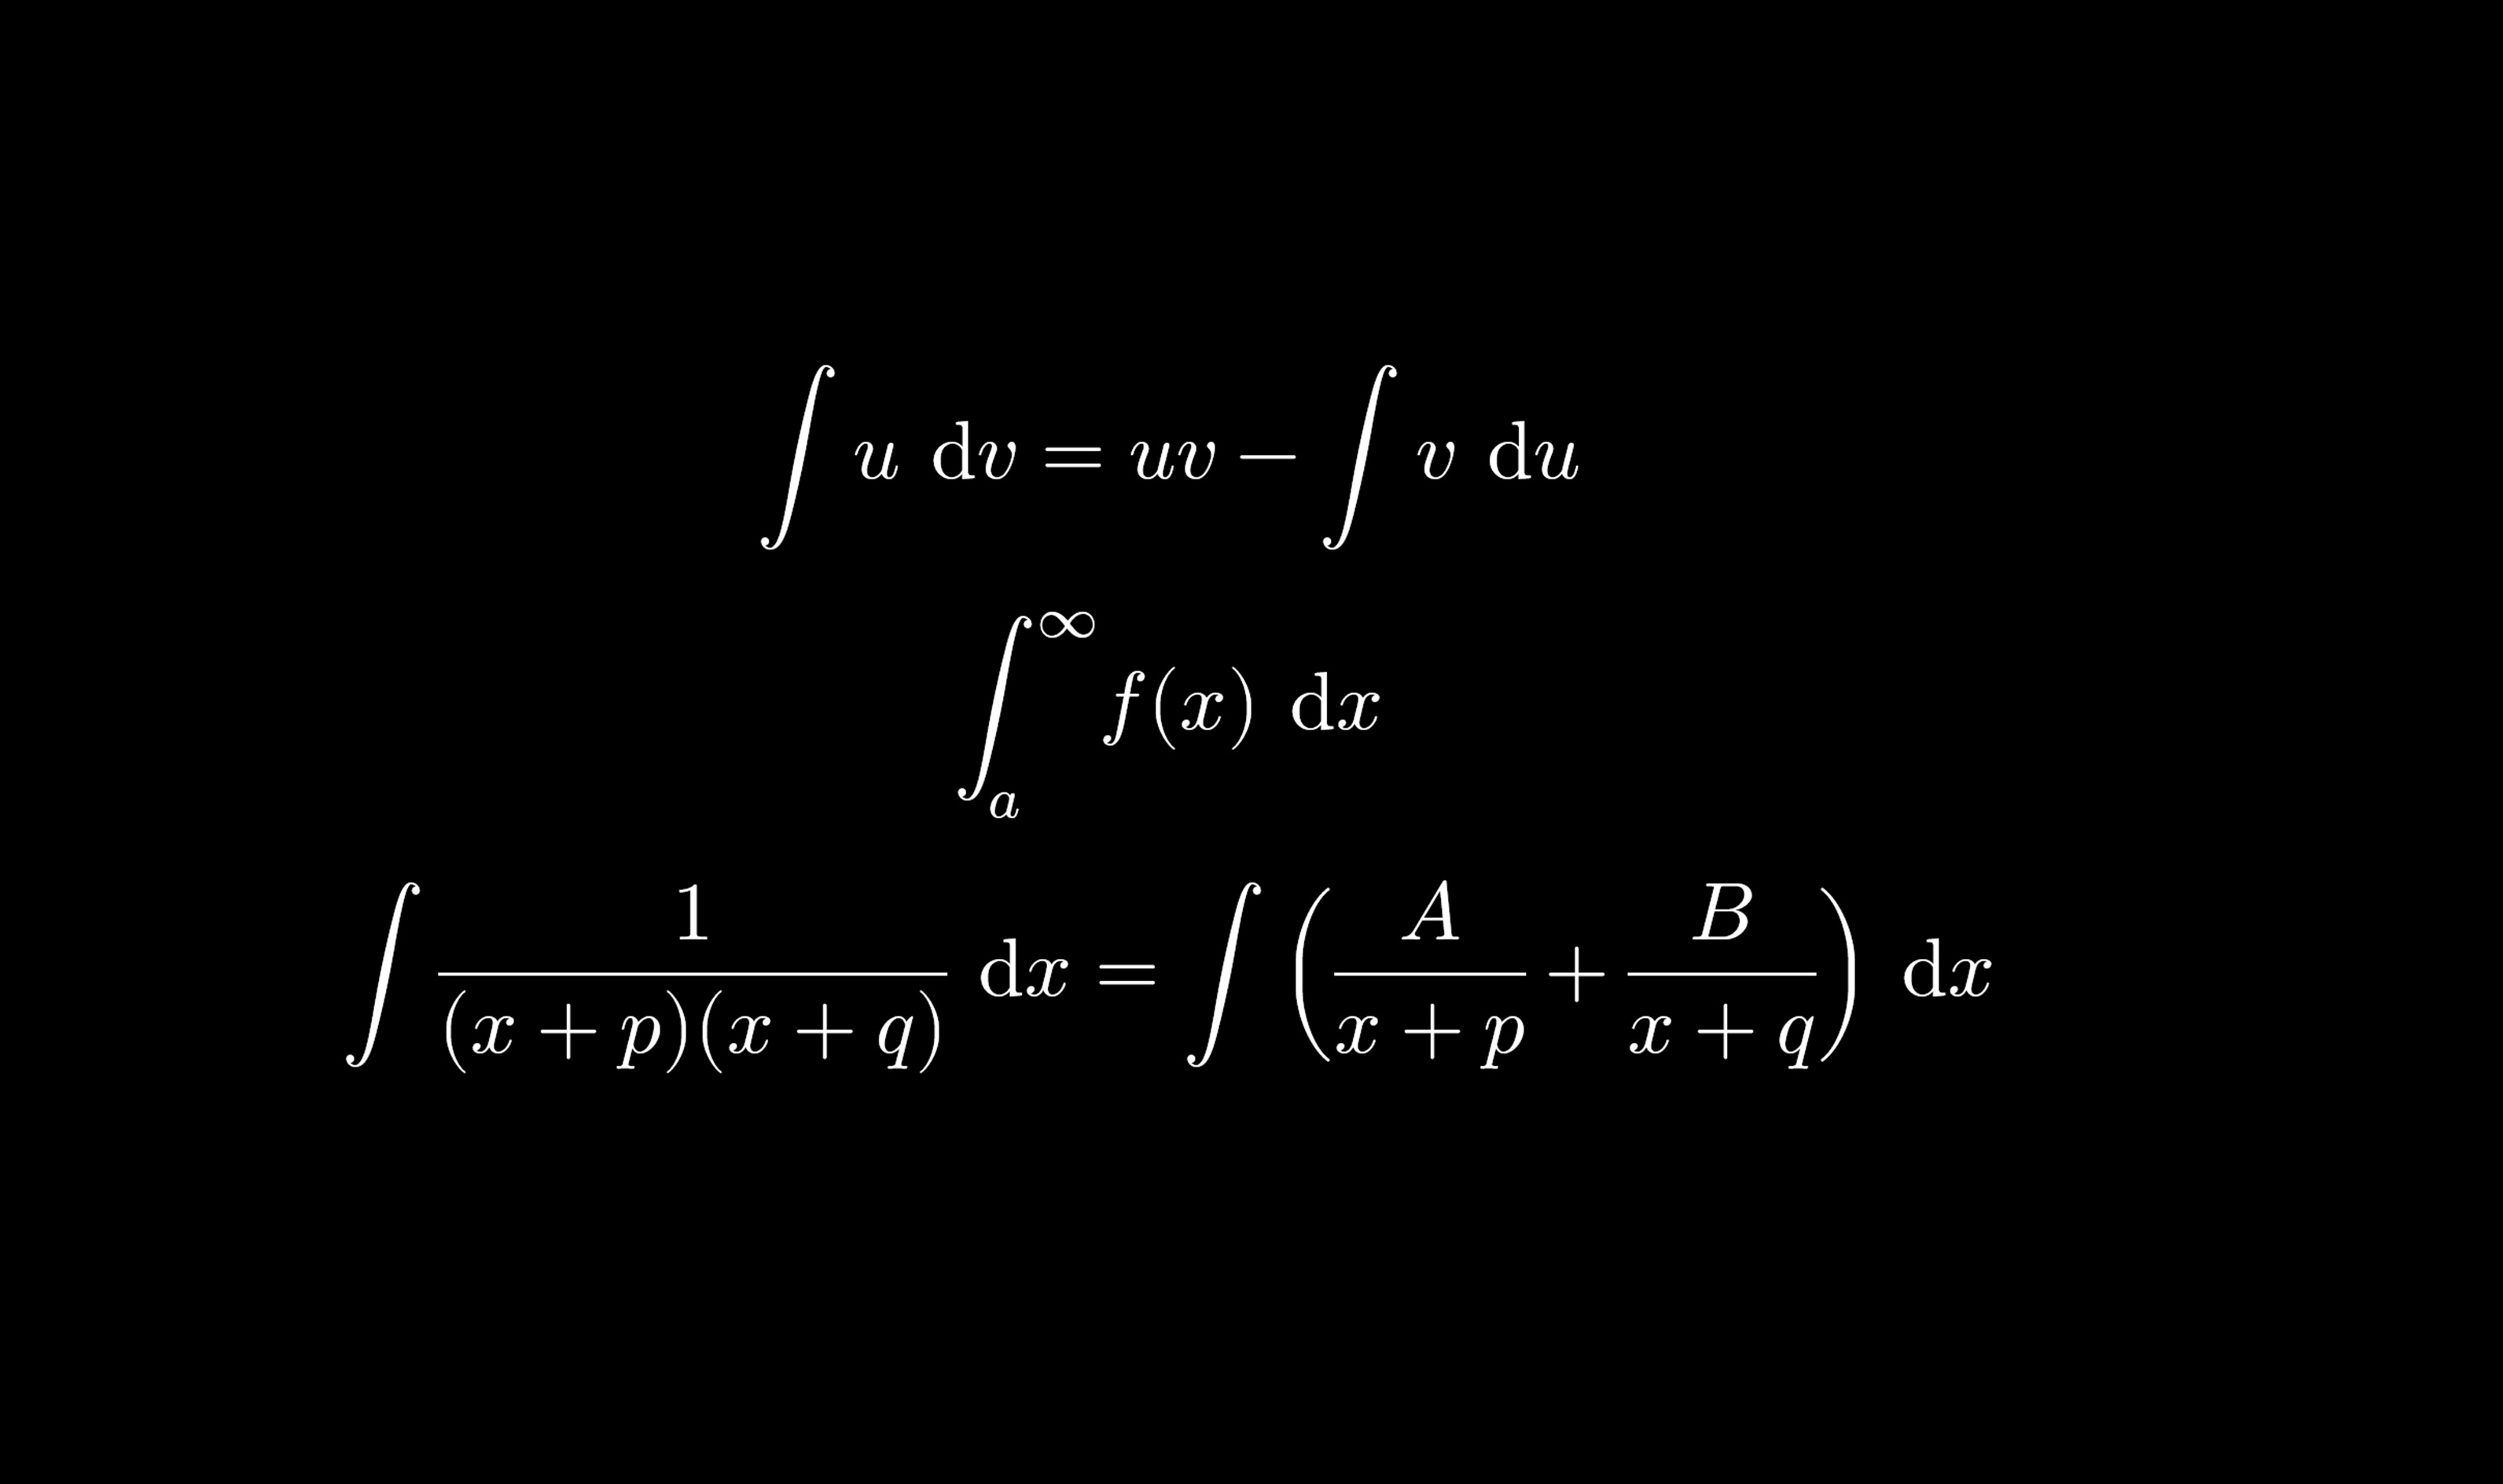 ∫ u dv = uv − ∫ v du
∫_a^∞ f(x) dx
∫ 1/((x + p)(x + q)) dx = ∫ (A/(x + p) + B/(x + q)) dx